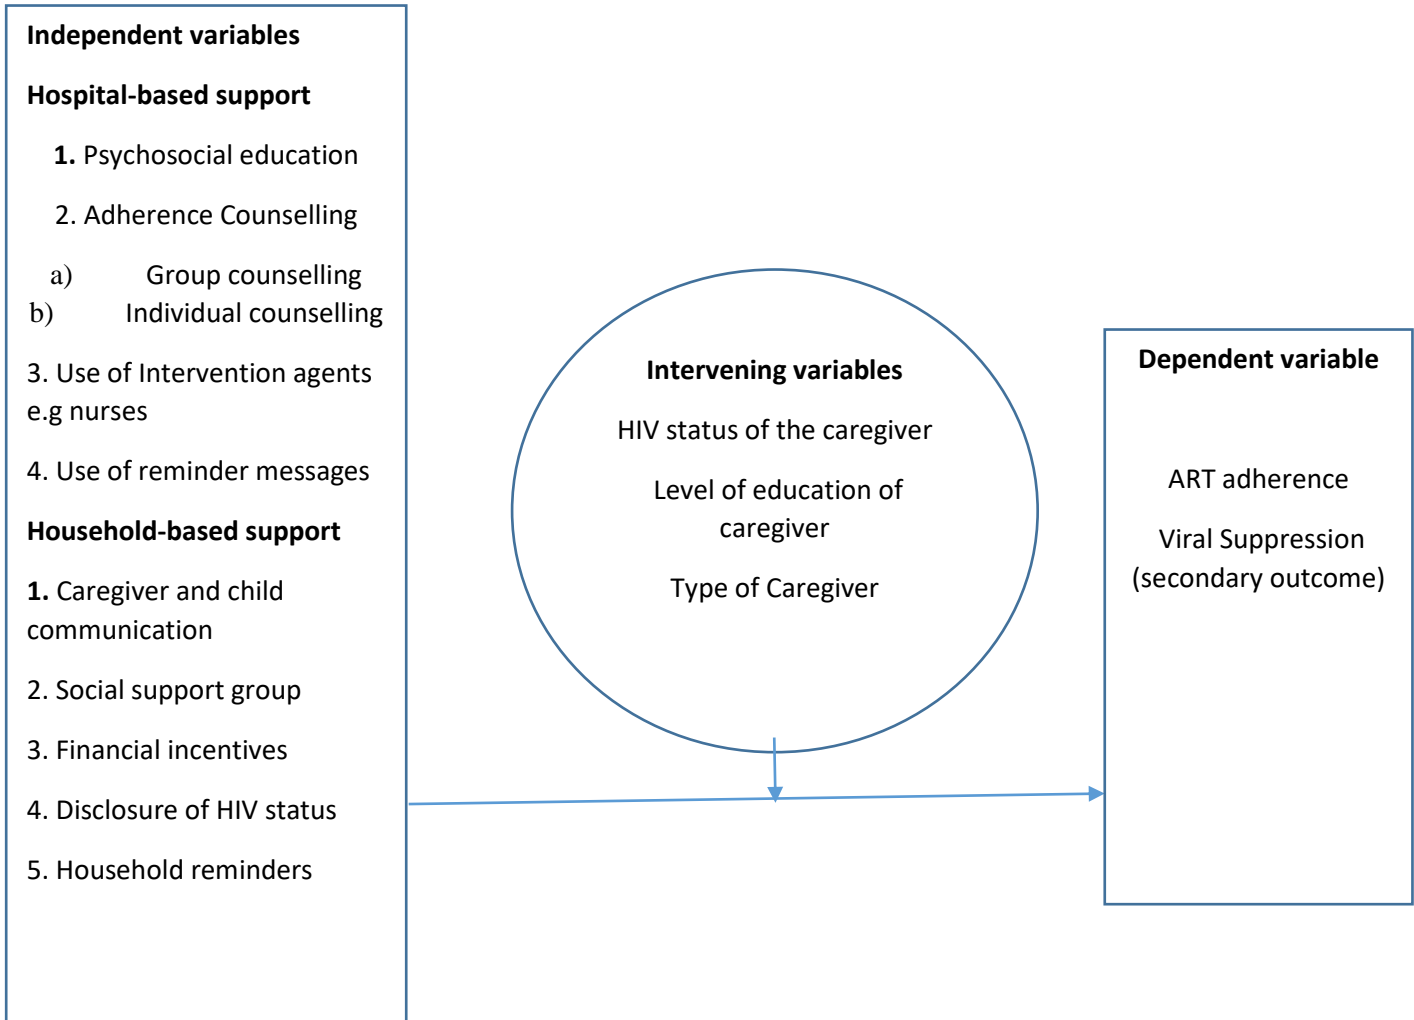 Independent variables
Hospital-based support
1. Psychosocial education
2. Adherence Counselling
a) Group counselling
b) Individual counselling
3. Use of Intervention agents
e.g nurses
4. Use of reminder messages
Household-based support
1. Caregiver and child
communication
2. Social support group
3. Financial incentives
4. Disclosure of HIV status
5. Household reminders
Intervening variables
HIV status of the caregiver
Level of education of
caregiver
Type of Caregiver
Dependent variable
ART adherence
Viral Suppression
(secondary outcome)